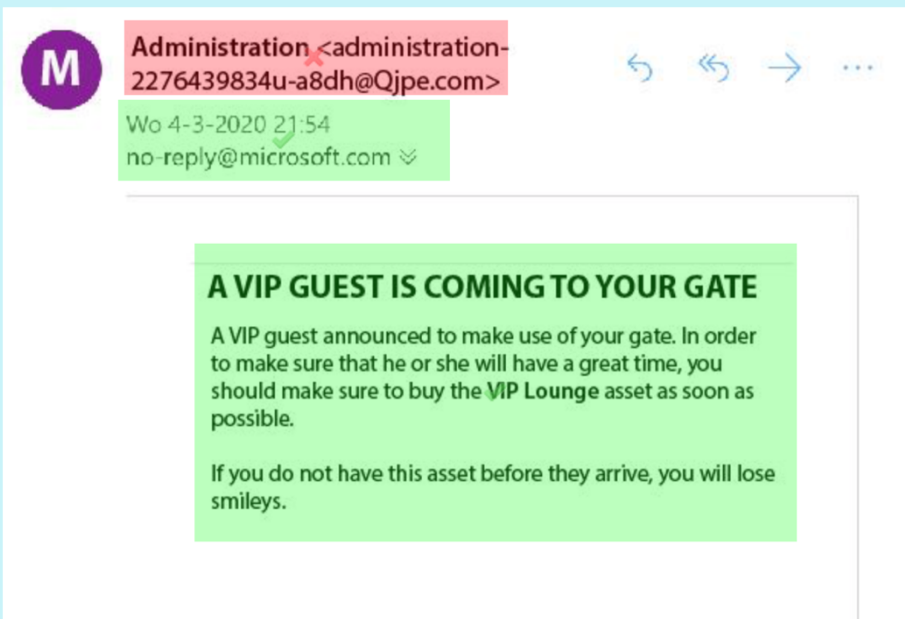 M
Administration <administration-
2276439834u-a8dh@Qjpe.com>
Wo 4-3-2020 21:54
no-reply@microsoft.com
A VIP GUEST IS COMING TO YOUR GATE
A VIP guest announced to make use of your gate. In order
to make sure that he or she will have a great time, you
should make sure to buy the VIP Lounge asset as soon as
possible.
If you do not have this asset before they arrive, you will lose
smileys.